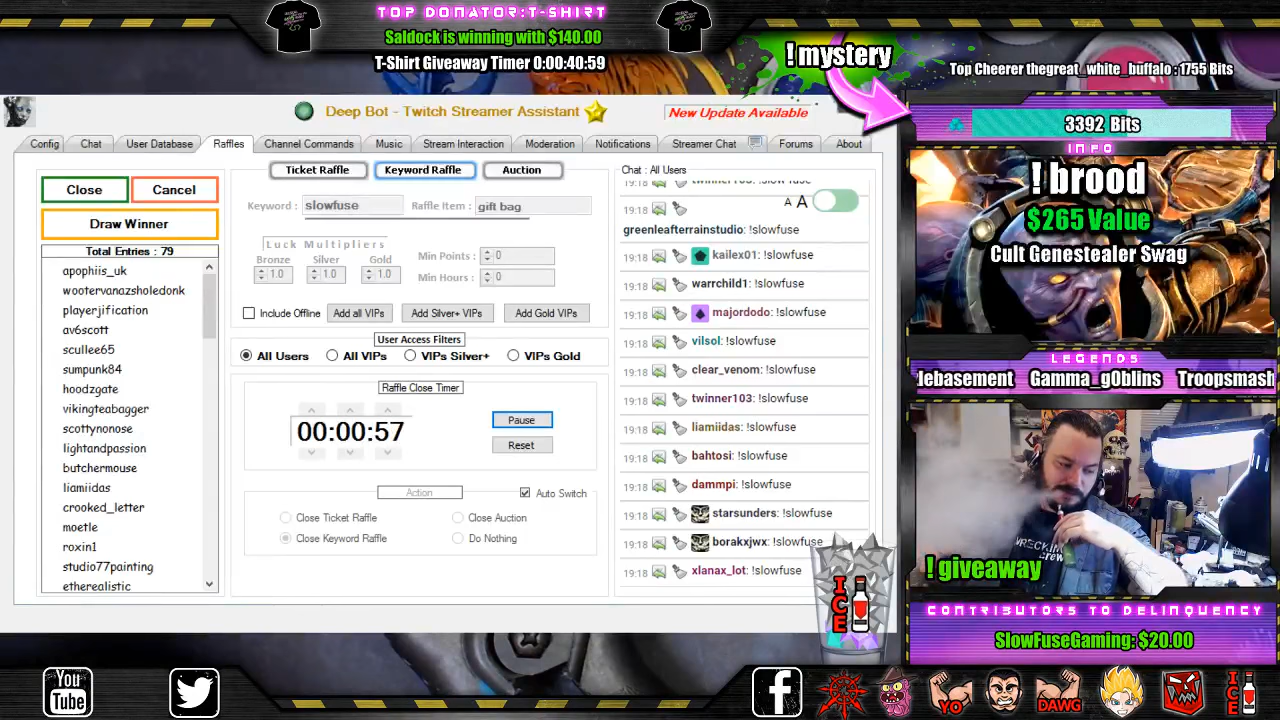 TOP DONATOR:T-SHIRT
Saldock is winning with $140.00
T-Shirt Giveaway Timer 0:00:40:59
! mystery
Top Cheerer thegreat_white_buffalo : 1755 Bits
3392 Bits
Deep Bot - Twitch Streamer Assistant
New Update Available
Config
Chat
User Database
Raffles
Channel Commands
Music
Stream Interaction
Moderation
Notifications
Streamer Chat
Forums
About
Close
Cancel
Draw Winner
Total Entries : 79
apophiis_uk
wootervanazsholedonk
playerjification
av6scott
scullee65
sumpunk84
hoodzgate
vikingteabagger
scottynonose
lightandpassion
butchermouse
liamiidas
crooked_letter
moetle
roxin1
studio77painting
etherealistic
Ticket Raffle
Keyword Raffle
Auction
Keyword : slowfuse
Raffle Item : gift bag
Luck Multipliers
Bronze Silver Gold
1.0 1.0 1.0
Min Points : 0
Min Hours : 0
Include Offline
Add all VIPs
Add Silver+ VIPs
Add Gold VIPs
User Access Filters
All Users
All VIPs
VIPs Silver+
VIPs Gold
Raffle Close Timer
00:00:57
Pause
Reset
Action
Auto Switch
Close Ticket Raffle
Close Auction
Close Keyword Raffle
Do Nothing
Chat : All Users
A A
19:18
greenleafterrainstudio: !slowfuse
19:18 kailex01: !slowfuse
19:18 warrchild1: !slowfuse
19:18 majordodo: !slowfuse
19:18 vilsol: !slowfuse
19:18 clear_venom: !slowfuse
19:18 twinner103: !slowfuse
19:18 liamiidas: !slowfuse
19:18 bahtosi: !slowfuse
19:18 dammpi: !slowfuse
19:18 starsunders: !slowfuse
19:18 borakxjwx: !slowfuse
19:18 xlanax_lot: !slowfuse
INFO
! brood
$265 Value
Cult Genestealer Swag
LEGENDS
debasement Gamma_g0blins Troopsmash
WRECKING
Crew
! giveaway
CONTRIBUTORS TO DELINQUENCY
SlowFuseGaming: $20.00
ICE
You
Tube
YO
DAWG
ICE